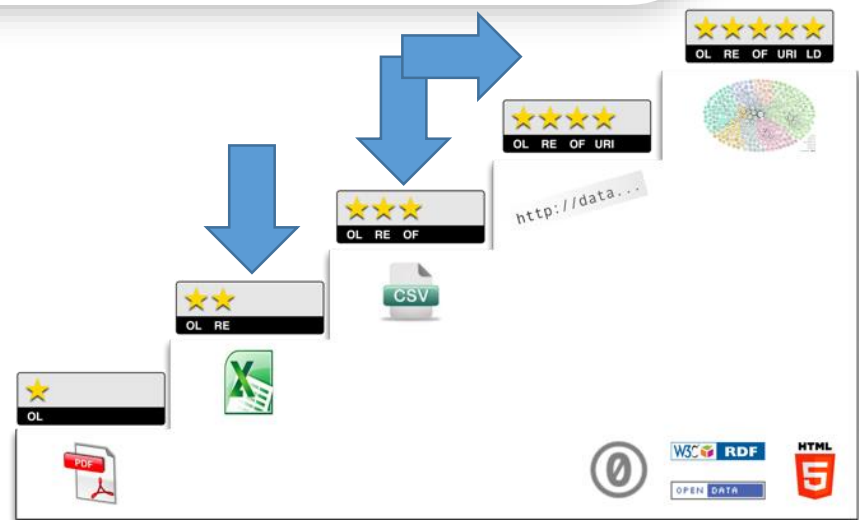 OL RE OF URI LD
OL RE OF URI
http://data...
OL RE OF
CSV
OL RE
X
OL
PDF
0
W3C RDF
OPEN DATA
HTML
5